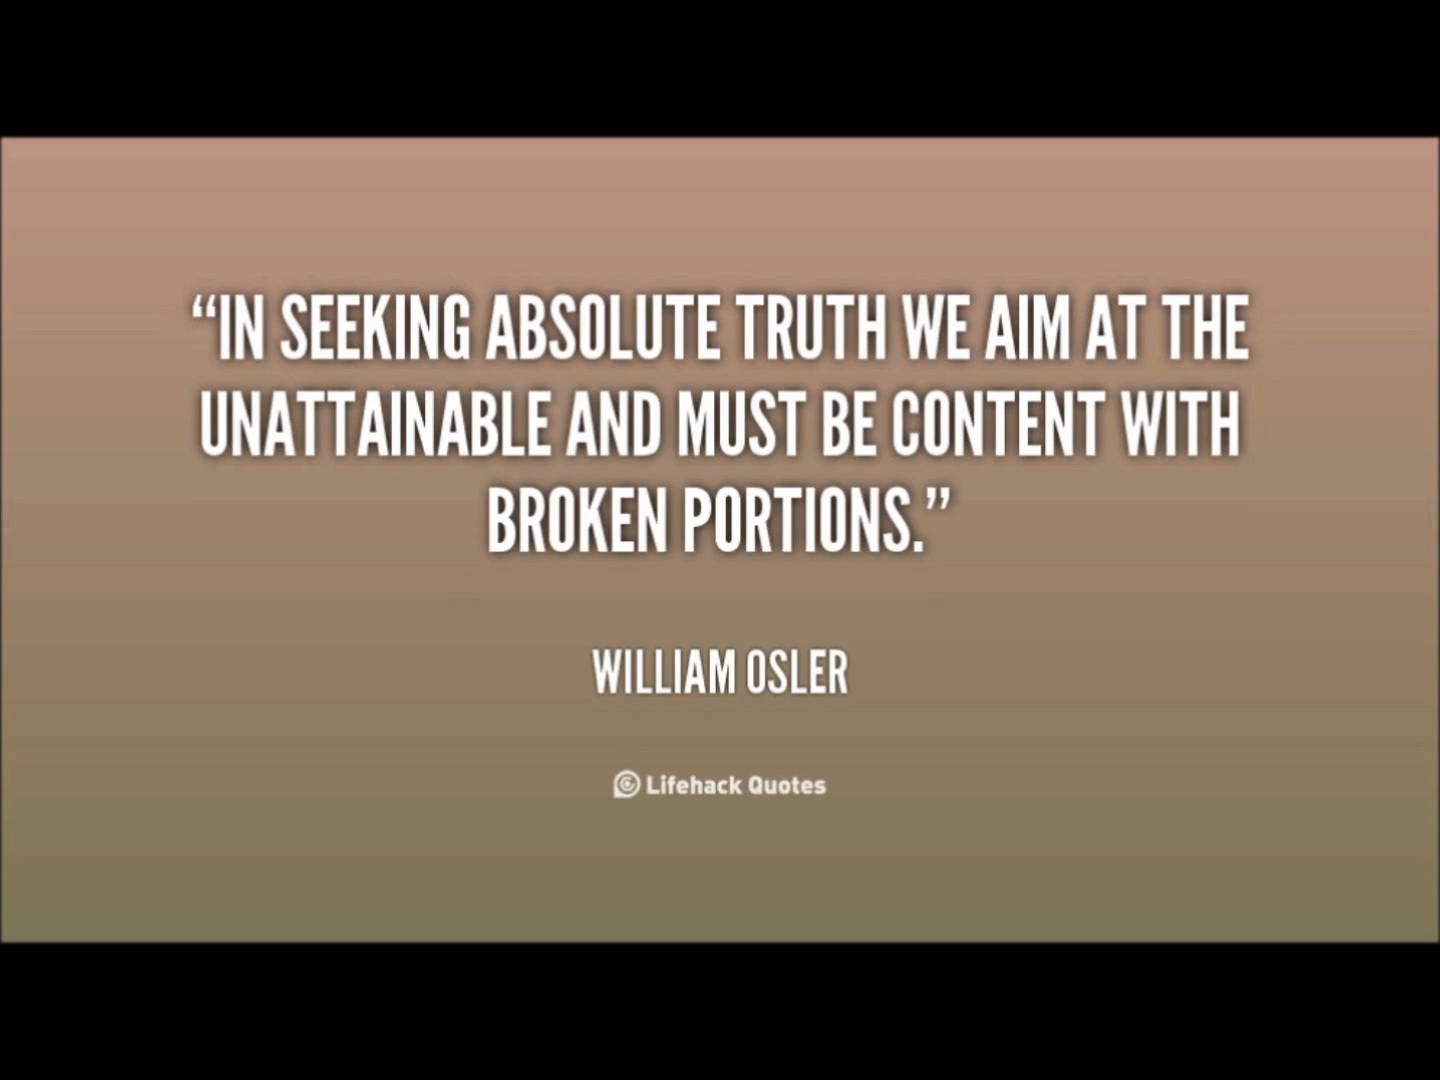 “IN SEEKING ABSOLUTE TRUTH WE AIM AT THE
UNATTAINABLE AND MUST BE CONTENT WITH
BROKEN PORTIONS.”
WILLIAM OSLER
Lifehack Quotes